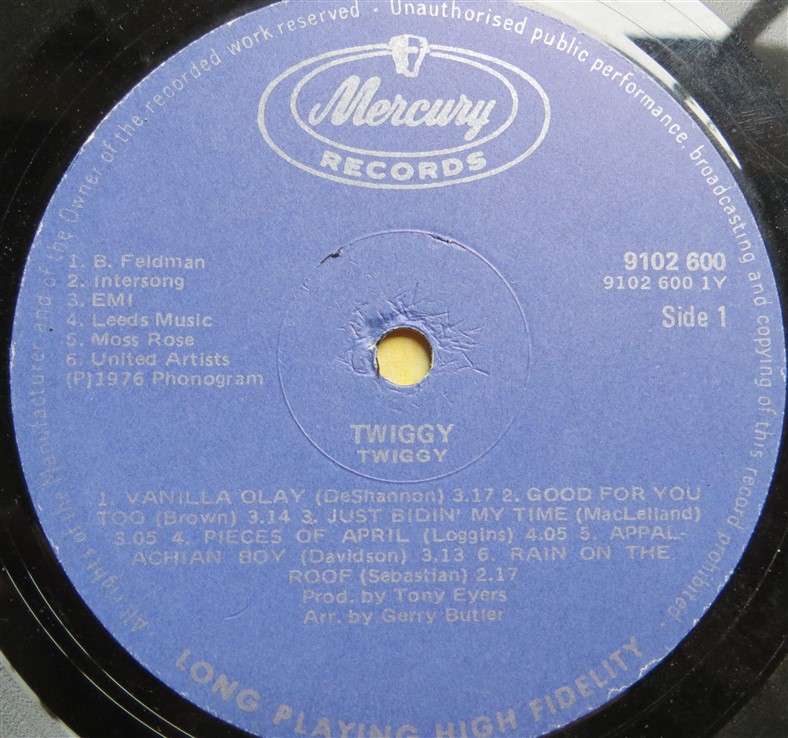 All rights of the Manufacturer and of the Owner of the recorded work reserved · Unauthorised public performance, broadcasting and copying of this record prohibited ·
Mercury
RECORDS
1. B. Feldman
2. Intersong
3. EMI
4. Leeds Music
5. Moss Rose
6. United Artists
(P)1976 Phonogram
9102 600
9102 600 1Y
Side 1
TWIGGY
TWIGGY
1. VANILLA OLAY (DeShannon) 3.17 2. GOOD FOR YOU
TOO (Brown) 3.14 3. JUST BIDIN' MY TIME (MacLelland)
3.05 4. PIECES OF APRIL (Loggins) 4.05 5. APPAL-
ACHIAN BOY (Davidson) 3.13 6. RAIN ON THE
ROOF (Sebastian) 2.17
Prod. by Tony Eyers
Arr. by Gerry Butler
LONG PLAYING HIGH FIDELITY